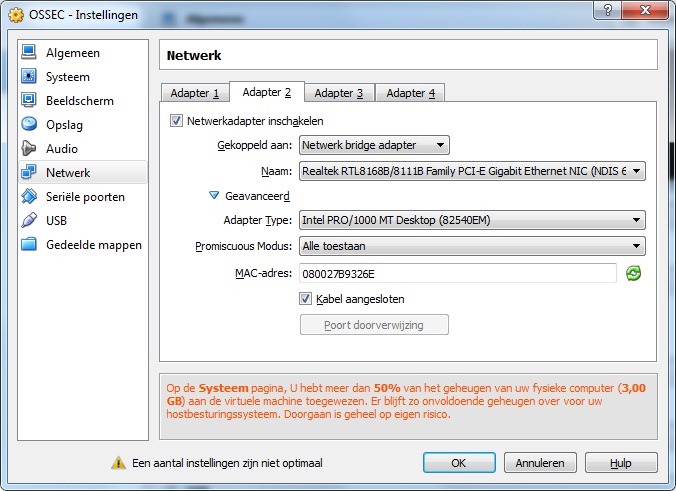 OSSEC - Instellingen
Algemeen
Systeem
Beeldscherm
Opslag
Audio
Netwerk
Seriële poorten
USB
Gedeelde mappen
Netwerk
Adapter 1
Adapter 2
Adapter 3
Adapter 4
Netwerkadapter inschakelen
Gekoppeld aan: Netwerk bridge adapter
Naam: Realtek RTL8168B/8111B Family PCI-E Gigabit Ethernet NIC (NDIS 6
Geavanceerd
Adapter Type: Intel PRO/1000 MT Desktop (82540EM)
Promiscuous Modus: Alle toestaan
MAC-adres: 080027B9326E
Kabel aangesloten
Poort doorverwijzing
Op de Systeem pagina, U hebt meer dan 50% van het geheugen van uw fysieke computer (3,00
GB) aan de virtuele machine toegewezen. Er blijft zo onvoldoende geheugen over voor uw
hostbesturingssysteem. Doorgaan is geheel op eigen risico.
Een aantal instellingen zijn niet optimaal
OK
Annuleren
Hulp